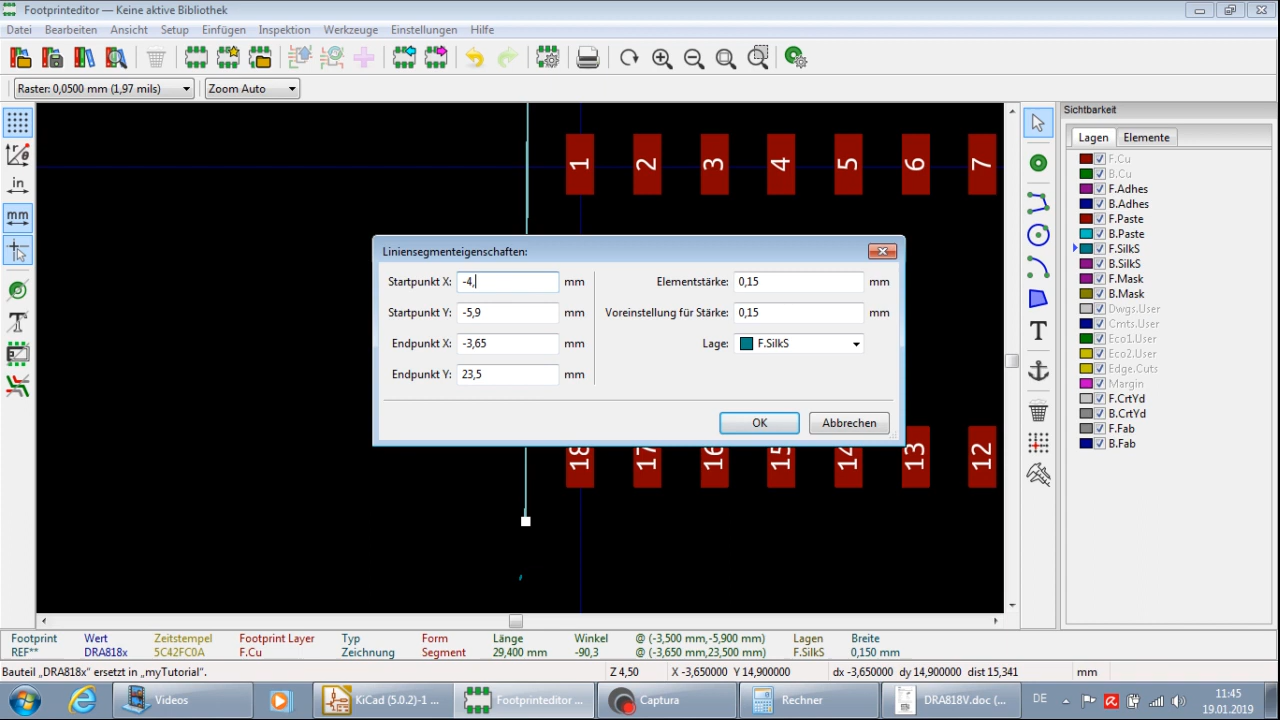 Footprinteditor — Keine aktive Bibliothek
Datei Bearbeiten Ansicht Setup Einfügen Inspektion Werkzeuge Einstellungen Hilfe
Raster: 0,0500 mm (1,97 mils) Zoom Auto
Sichtbarkeit
Lagen Elemente
F.Cu
B.Cu
F.Adhes
B.Adhes
F.Paste
B.Paste
F.SilkS
B.SilkS
F.Mask
B.Mask
Dwgs.User
Cmts.User
Eco1.User
Eco2.User
Edge.Cuts
Margin
F.CrtYd
B.CrtYd
F.Fab
B.Fab
in
mm
1 2 3 4 5 6 7
Liniensegmenteigenschaften:
Startpunkt X: -4, mm Elementstärke: 0,15 mm
Startpunkt Y: -5,9 mm Voreinstellung für Stärke: 0,15 mm
Endpunkt X: -3,65 mm Lage: F.SilkS
Endpunkt Y: 23,5 mm
OK Abbrechen
18 17 16 15 14 13 12
Footprint Wert Zeitstempel Footprint Layer Typ Form Länge Winkel @ (-3,500 mm,-5,900 mm) Lagen Breite
REF** DRA818x 5C42FC0A F.Cu Zeichnung Segment 29,400 mm -90,3 @ (-3,650 mm,23,500 mm) F.SilkS 0,150 mm
Bauteil „DRA818x“ ersetzt in „myTutorial“. Z 4,50 X -3,650000 Y 14,900000 dx -3,650000 dy 14,900000 dist 15,341 mm
Videos KiCad (5.0.2)-1 ... Footprinteditor ... Captura Rechner DRA818V.doc (... DE 11:45
19.01.2019